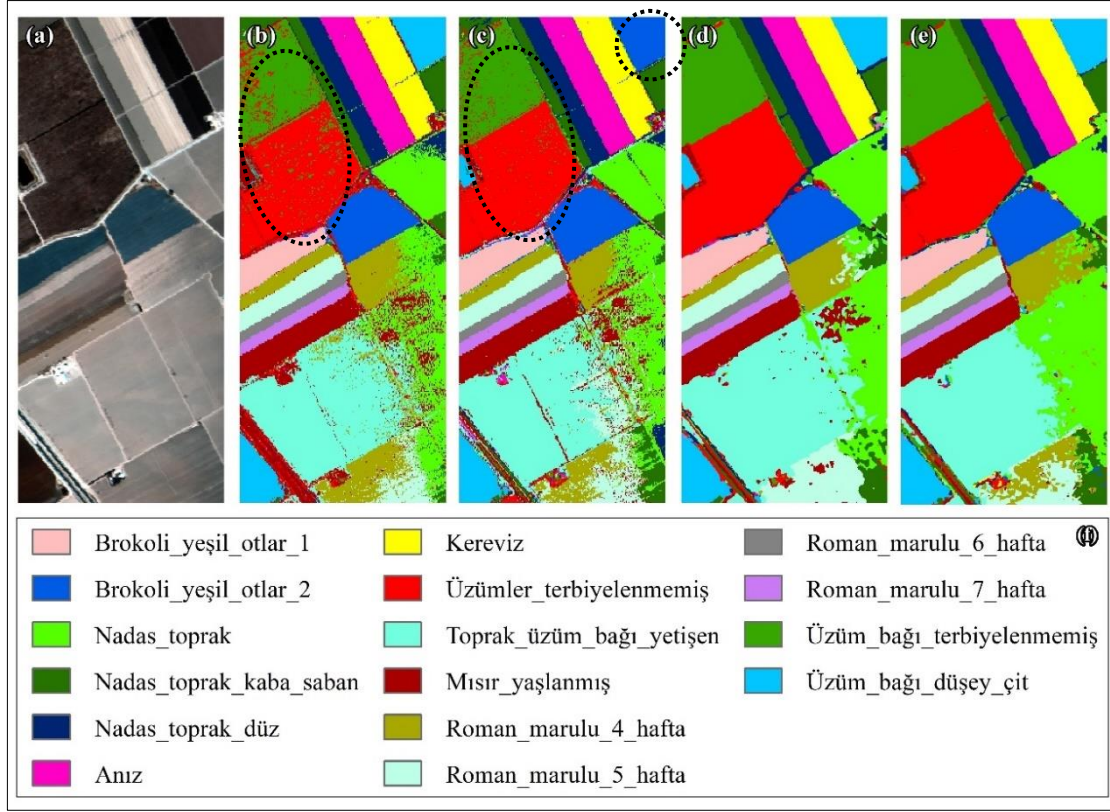 (a) (b) (c) (d) (e)
Brokoli_yeşil_otlar_1
Brokoli_yeşil_otlar_2
Nadas_toprak
Nadas_toprak_kaba_saban
Nadas_toprak_düz
Anız
Kereviz
Üzümler_terbiyelenmemiş
Toprak_üzüm_bağı_yetişen
Mısır_yaşlanmış
Roman_marulu_4_hafta
Roman_marulu_5_hafta
Roman_marulu_6_hafta
Roman_marulu_7_hafta
Üzüm_bağı_terbiyelenmemiş
Üzüm_bağı_düşey_çit